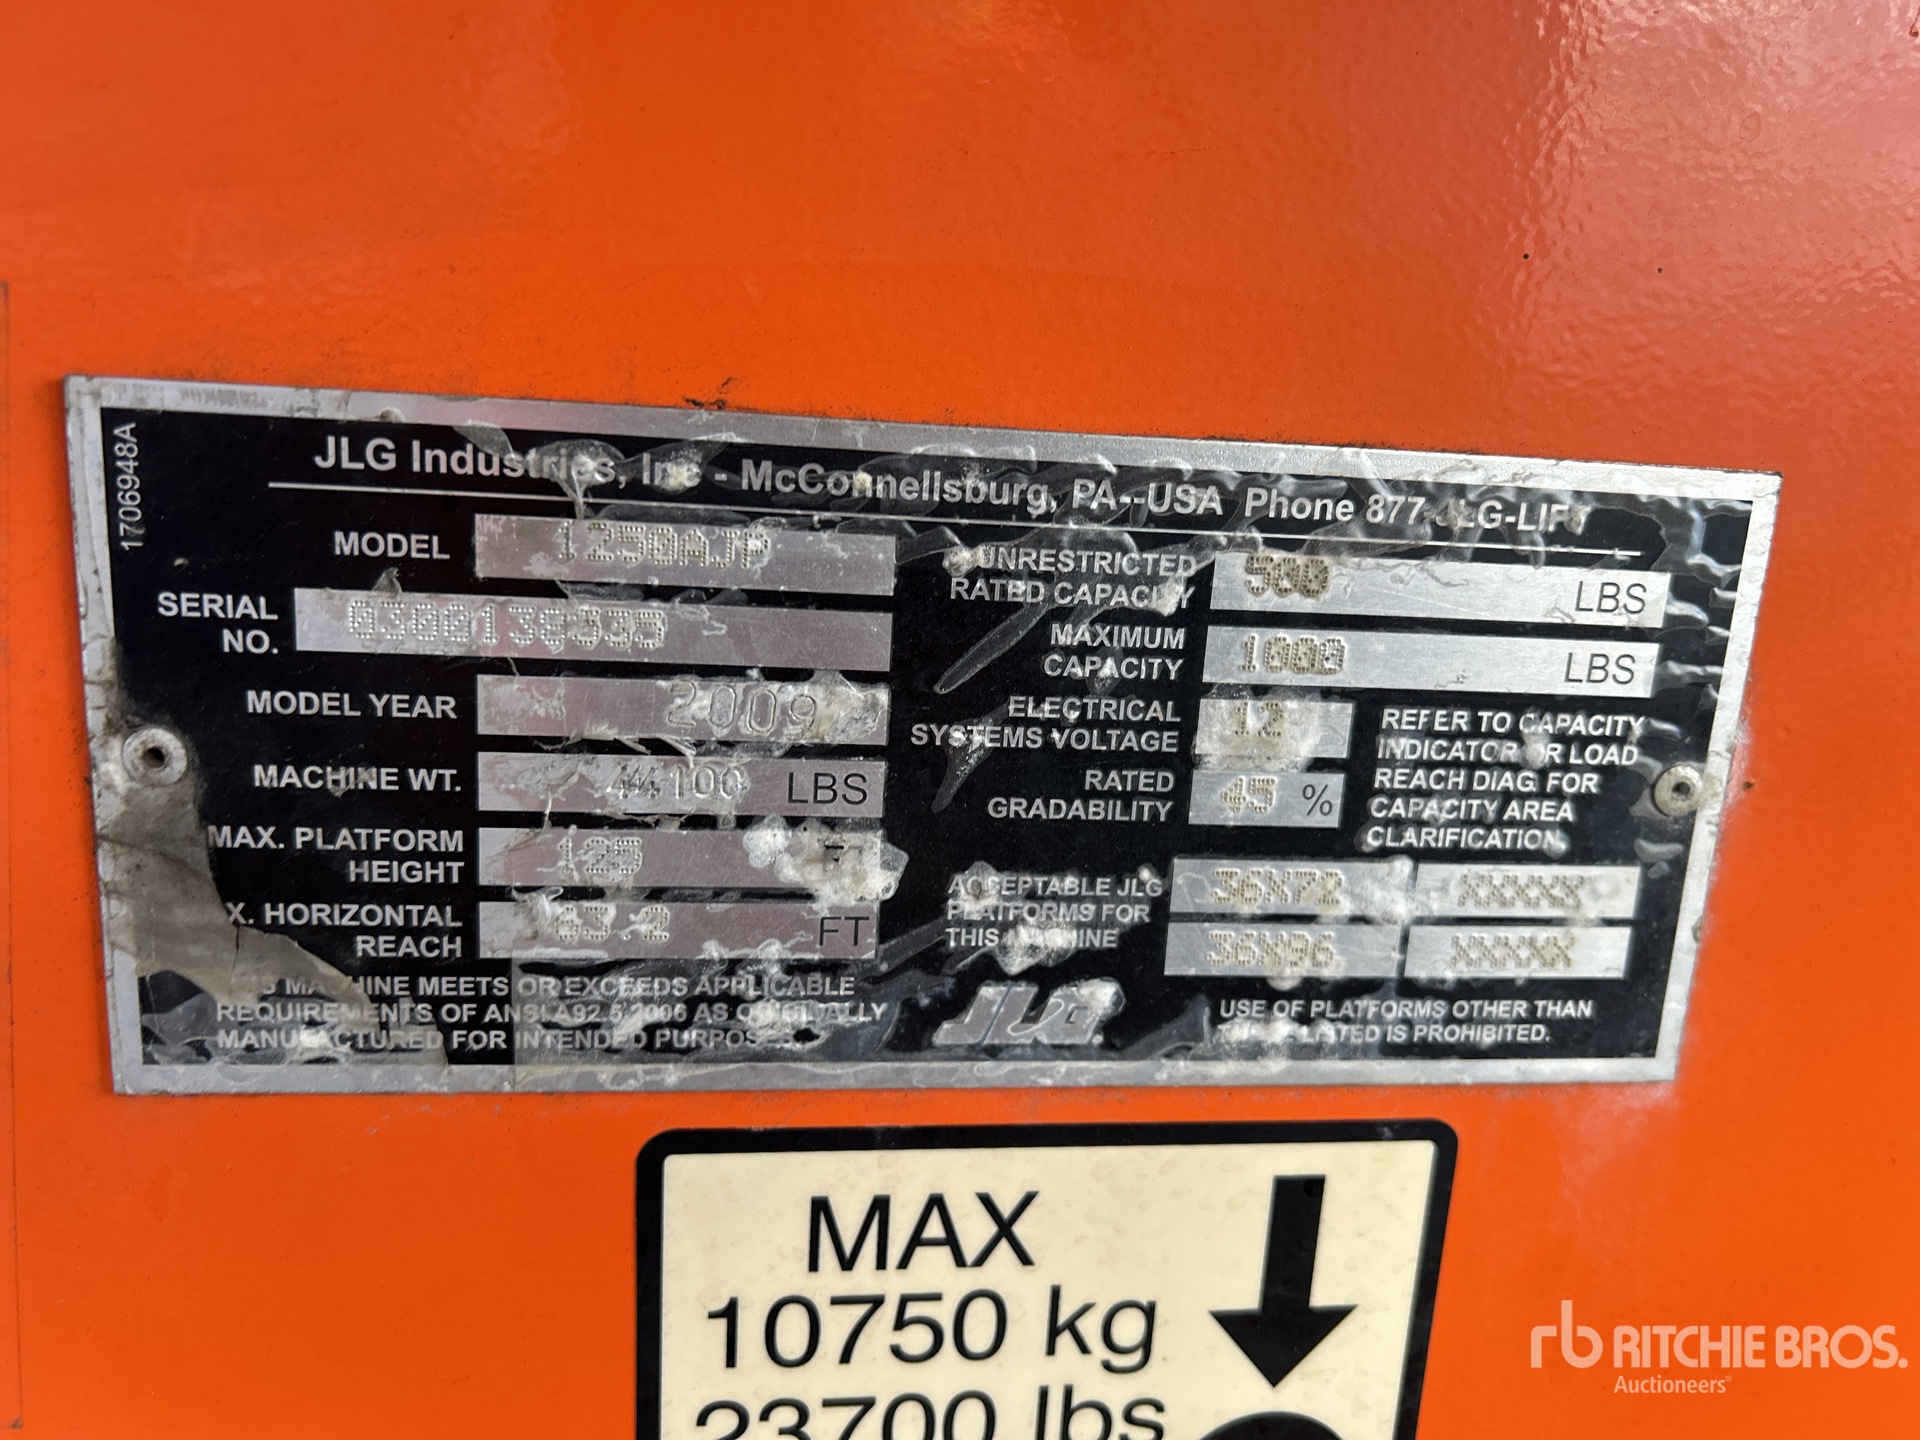 1706948A
JLG Industries, Inc - McConnellsburg, PA--USA Phone 877-JLG-LIFT
MODEL 1250AJP
SERIAL NO.
MODEL YEAR 2009
MACHINE WT. 44100 LBS
MAX. PLATFORM HEIGHT 125 FT
X. HORIZONTAL REACH 63.2 FT
MACHINE MEETS OR EXCEEDS APPLICABLE
REQUIREMENTS OF ANSI A92.5.2006 AS ORIGINALLY
MANUFACTURED FOR INTENDED PURPOSES.
UNRESTRICTED RATED CAPACITY 500 LBS
MAXIMUM CAPACITY 1000 LBS
ELECTRICAL SYSTEMS VOLTAGE 12
RATED GRADABILITY 45 %
REFER TO CAPACITY
INDICATOR OR LOAD
REACH DIAG. FOR
CAPACITY AREA
CLARIFICATION.
ACCEPTABLE JLG
PLATFORMS FOR
THIS MACHINE
36X72 XXXXX
36X96 XXXXX
JLG
USE OF PLATFORMS OTHER THAN
THOSE LISTED IS PROHIBITED.
MAX
10750 kg
23700 lbs
rb RITCHIE BROS.
Auctioneers